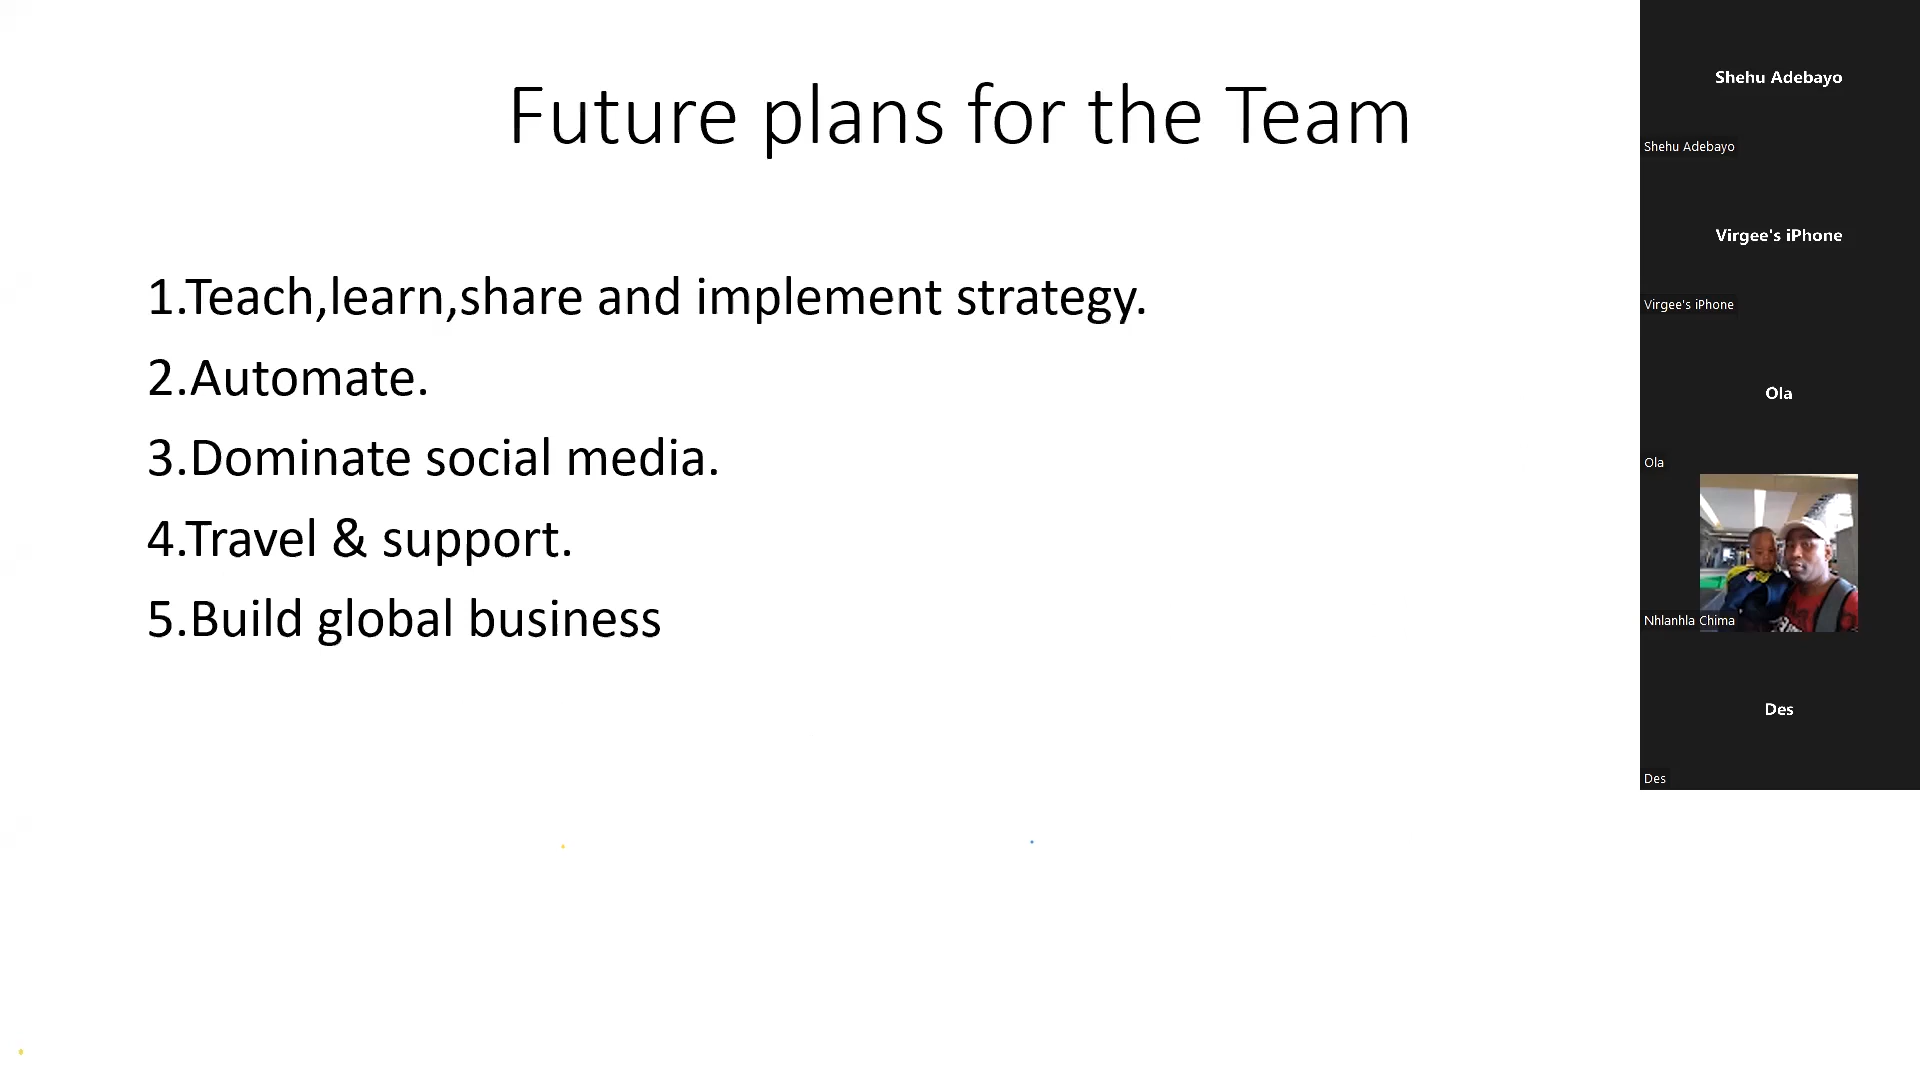 Future plans for the Team
1.Teach,learn,share and implement strategy.
2.Automate.
3.Dominate social media.
4.Travel & support.
5.Build global business
Shehu Adebayo
Shehu Adebayo
Virgee's iPhone
Virgee's iPhone
Ola
Ola
Nhlanhla Chima
Des
Des